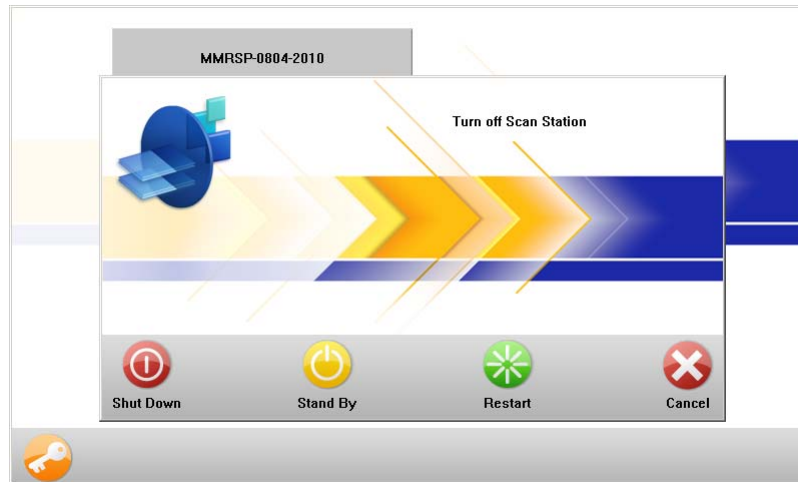 MMRSP-0804-2010
Turn off Scan Station
Shut Down
Stand By
Restart
Cancel